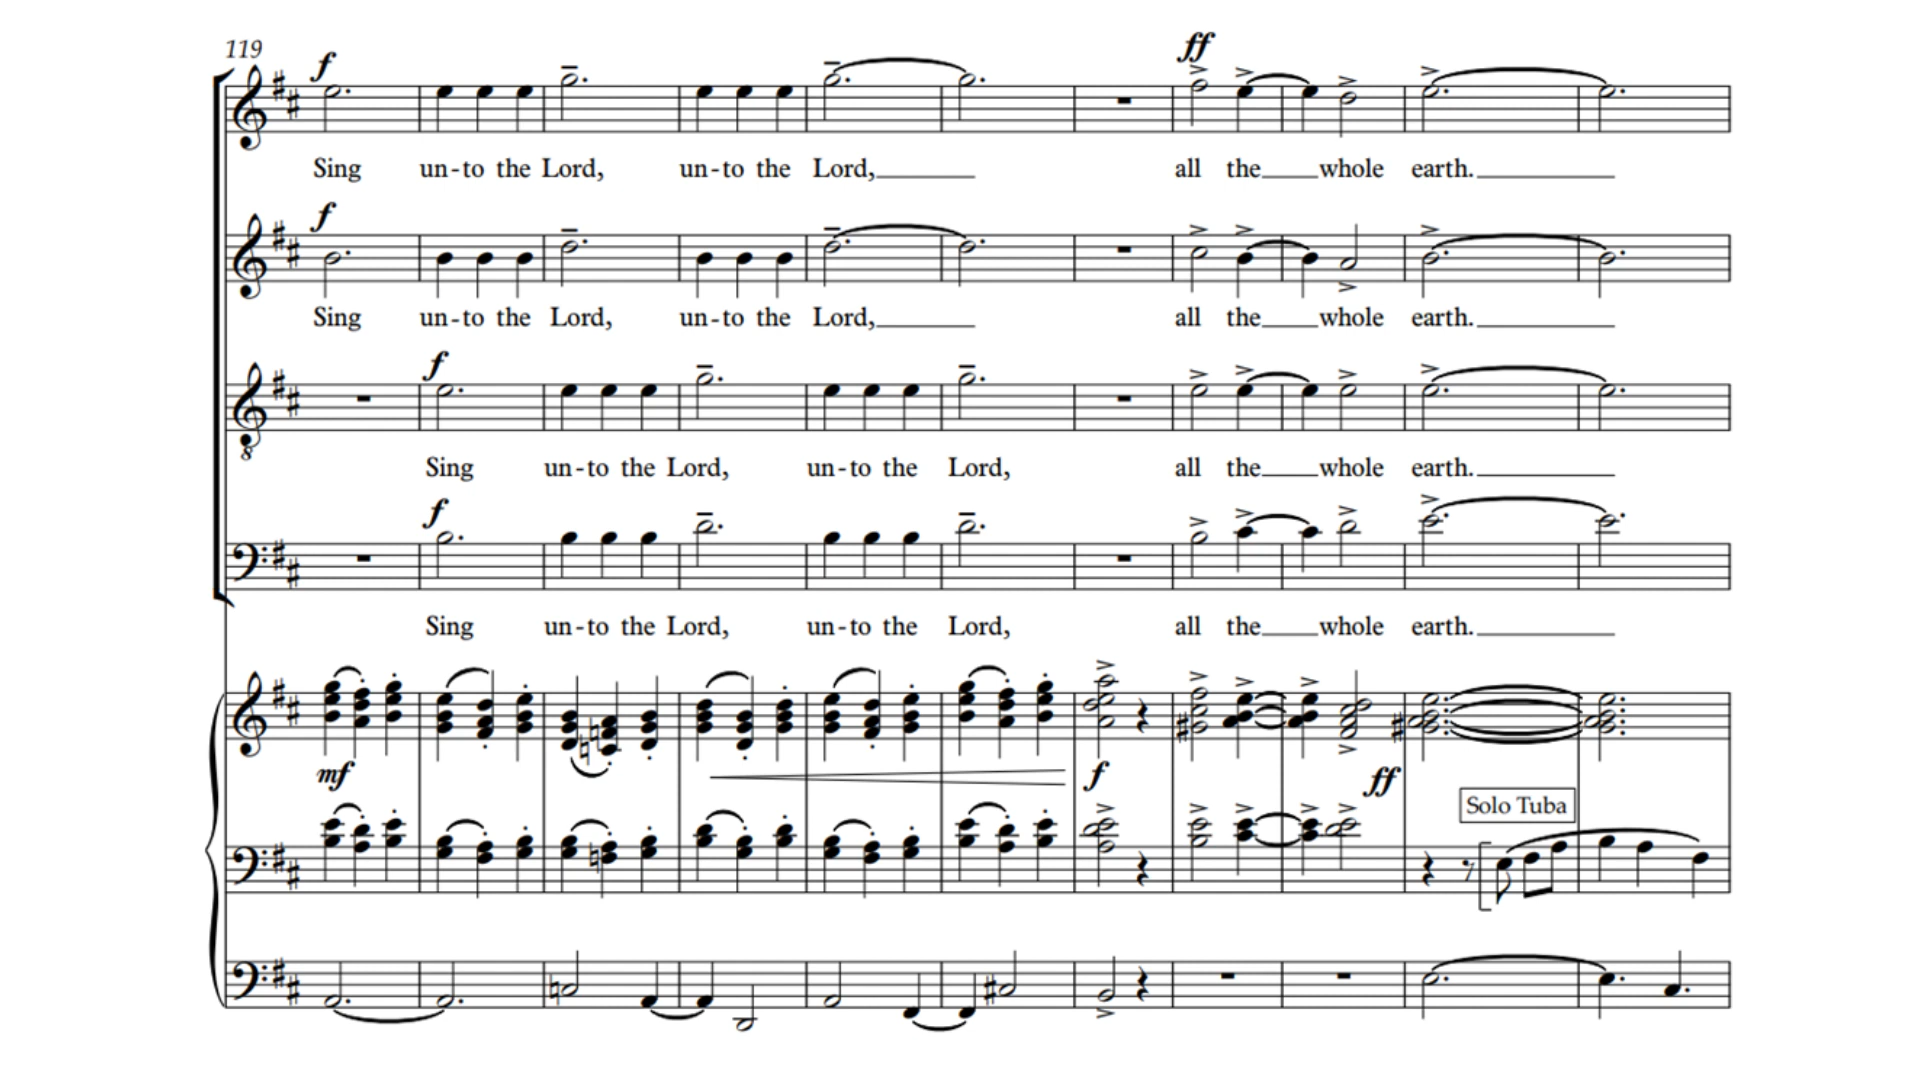 119
f
ff
Sing un-to the Lord, un-to the Lord, all the whole earth.
f
Sing un-to the Lord, un-to the Lord, all the whole earth.
f
8
Sing un-to the Lord, un-to the Lord, all the whole earth.
f
Sing un-to the Lord, un-to the Lord, all the whole earth.
mf f ff
Solo Tuba